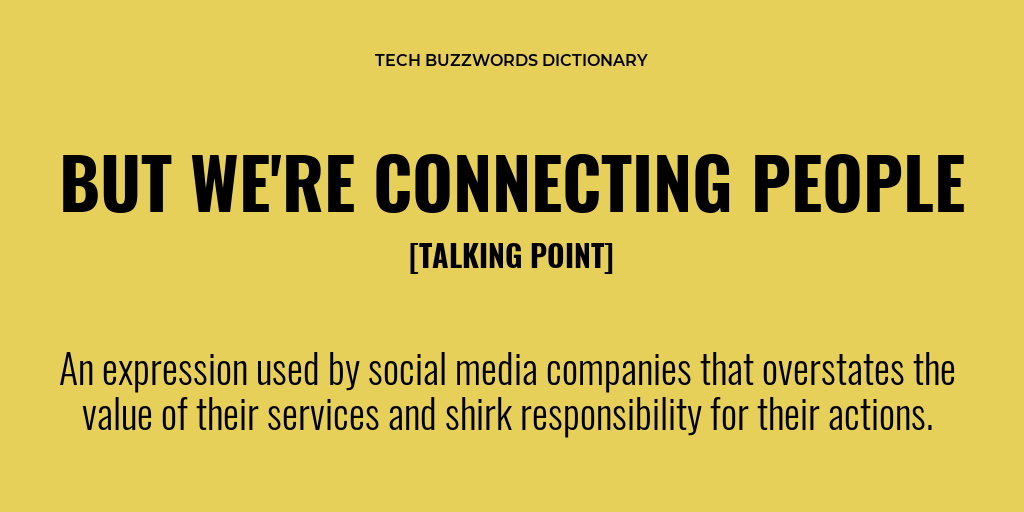 TECH BUZZWORDS DICTIONARY
BUT WE'RE CONNECTING PEOPLE
[TALKING POINT]
An expression used by social media companies that overstates the
value of their services and shirk responsibility for their actions.